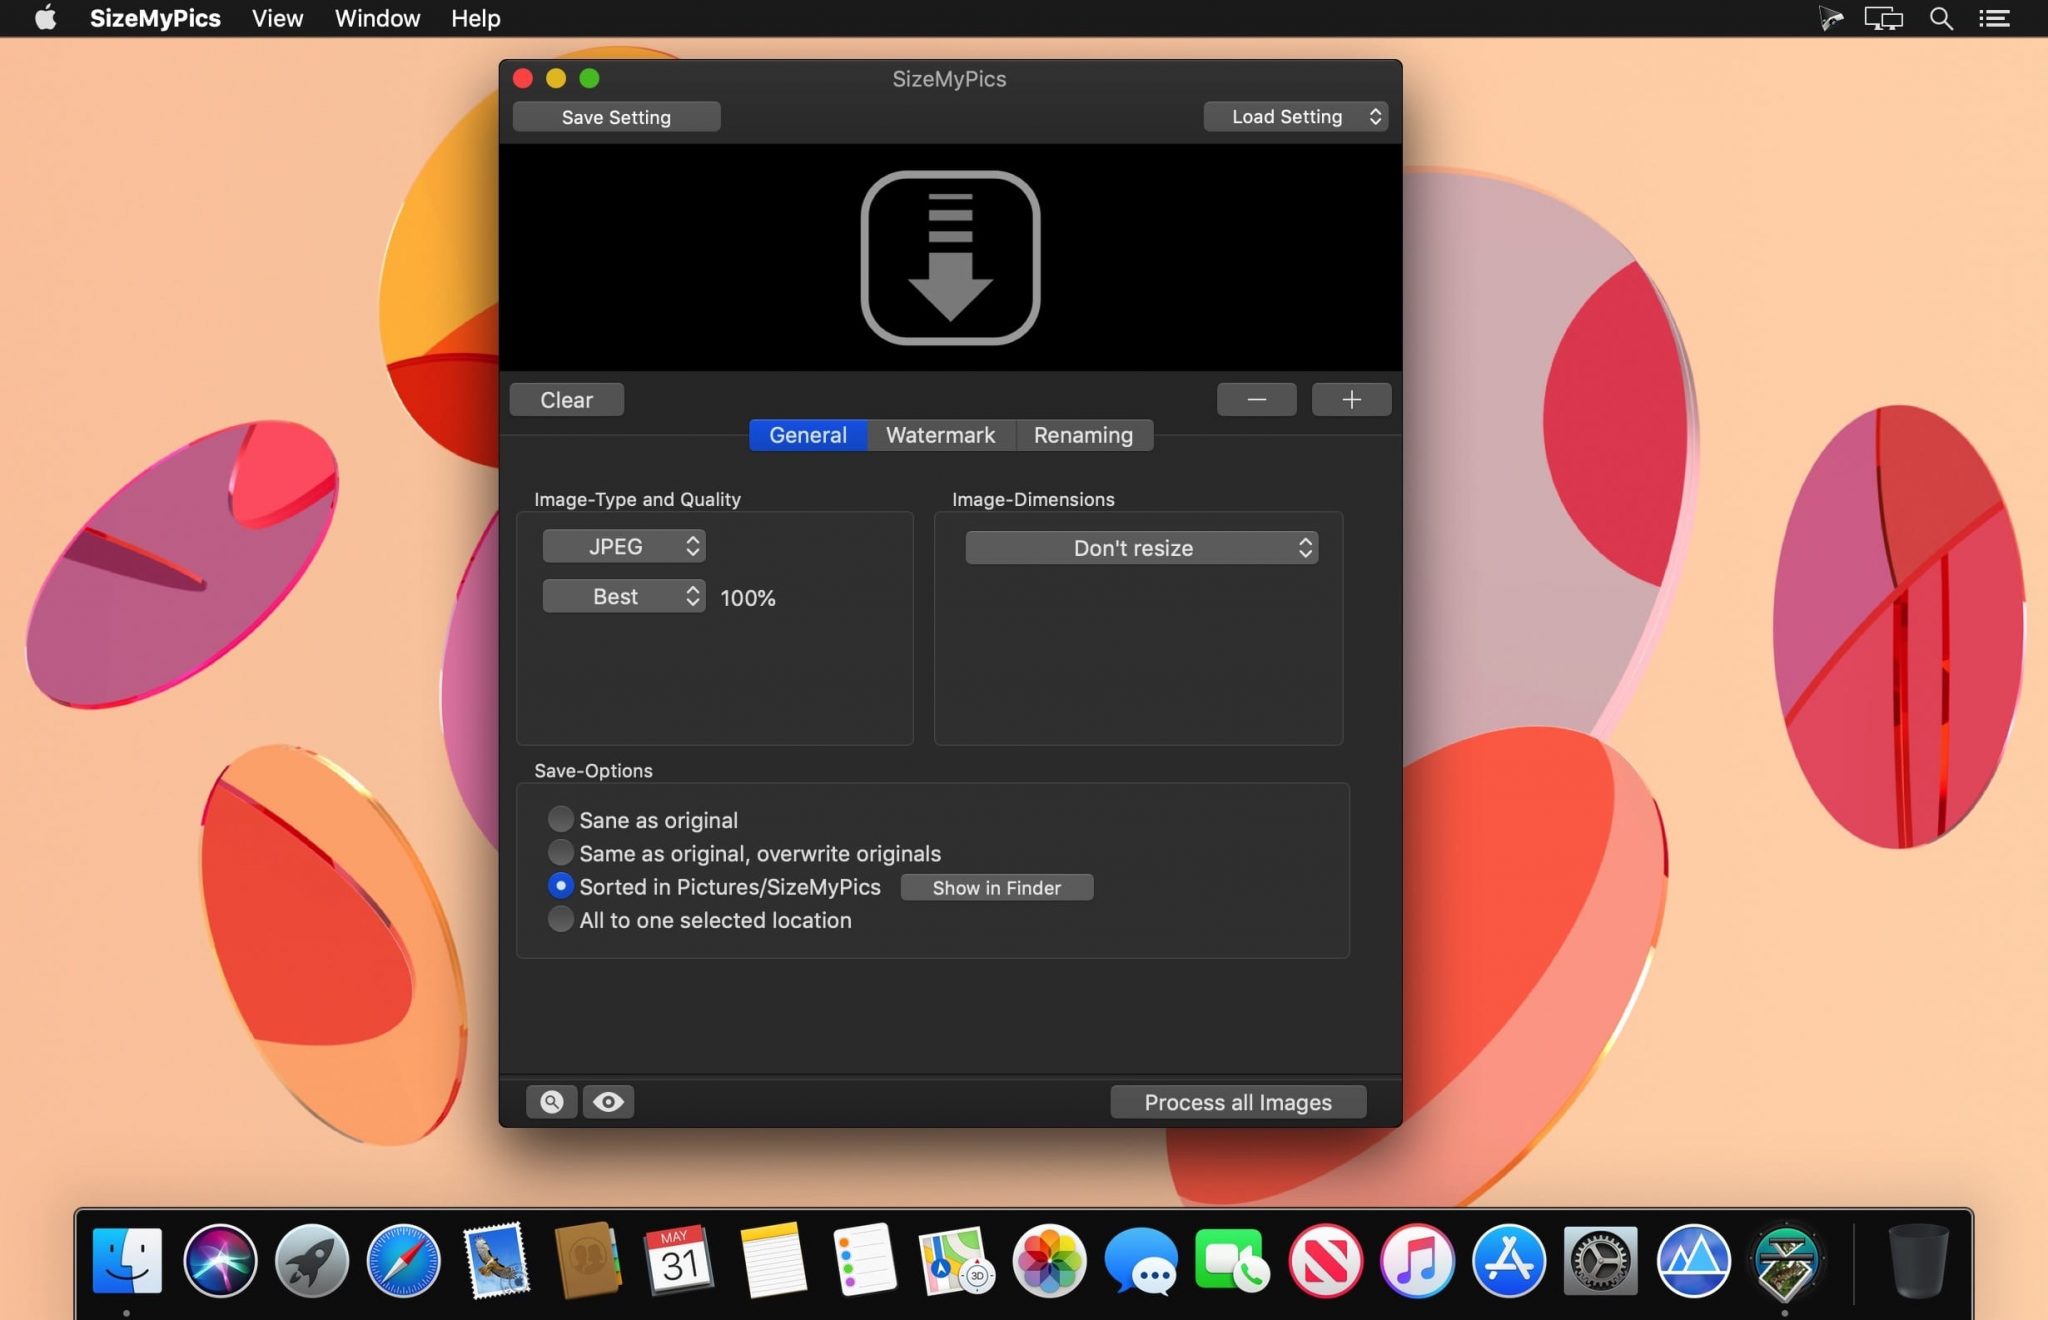 SizeMyPics View Window Help
SizeMyPics
Save Setting
Load Setting
Clear
General Watermark Renaming
Image-Type and Quality
Image-Dimensions
JPEG
Don't resize
Best 100%
Save-Options
Sane as original
Same as original, overwrite originals
Sorted in Pictures/SizeMyPics Show in Finder
All to one selected location
Process all Images
MAY
31
3D